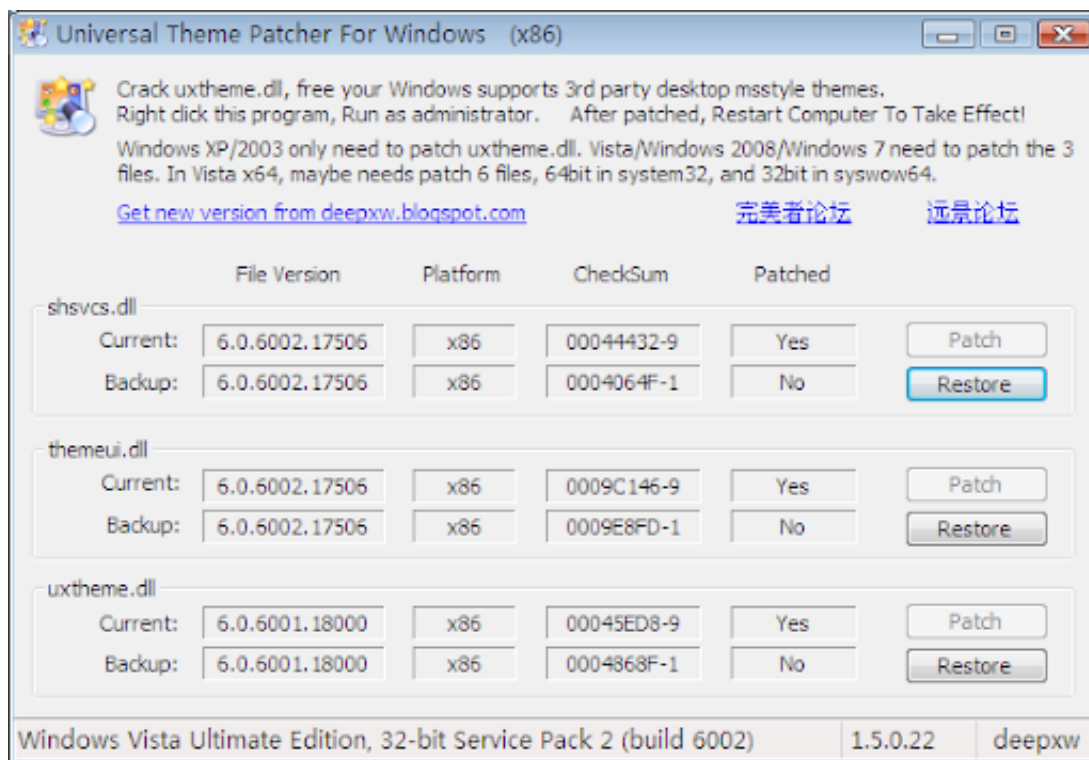 Universal Theme Patcher For Windows (x86)
Crack uxtheme.dll, free your Windows supports 3rd party desktop msstyle themes.
Right click this program, Run as administrator. After patched, Restart Computer To Take Effect!
Windows XP/2003 only need to patch uxtheme.dll. Vista/Windows 2008/Windows 7 need to patch the 3
files. In Vista x64, maybe needs patch 6 files, 64bit in system32, and 32bit in syswow64.
Get new version from deepxw.blogspot.com 完美者论坛 远景论坛
File Version Platform CheckSum Patched
shsvcs.dll
Current: 6.0.6002.17506 x86 00044432-9 Yes Patch
Backup: 6.0.6002.17506 x86 0004064F-1 No Restore
themeui.dll
Current: 6.0.6002.17506 x86 0009C146-9 Yes Patch
Backup: 6.0.6002.17506 x86 0009E8FD-1 No Restore
uxtheme.dll
Current: 6.0.6001.18000 x86 00045ED8-9 Yes Patch
Backup: 6.0.6001.18000 x86 0004868F-1 No Restore
Windows Vista Ultimate Edition, 32-bit Service Pack 2 (build 6002) 1.5.0.22 deepxw